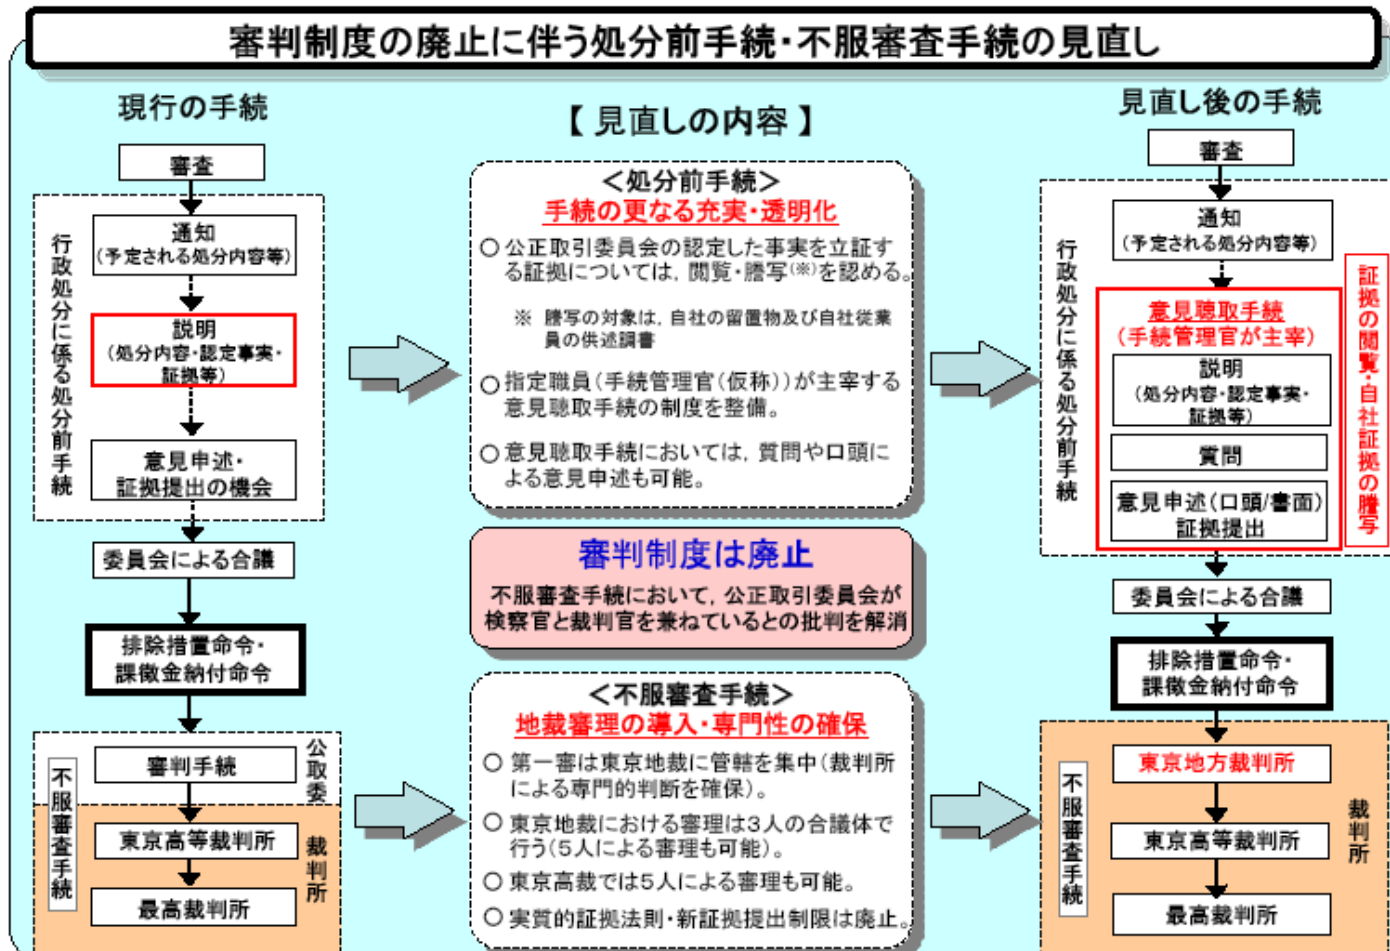 審判制度の廃止に伴う処分前手続・不服審査手続の見直し
現行の手続
審査
行政処分に係る処分前手続
通知
(予定される処分内容等)
説明
(処分内容・認定事実・
証拠等)
意見申述・
証拠提出の機会
委員会による合議
排除措置命令・
課徴金納付命令
不服審査手続
審判手続
公取委
東京高等裁判所
最高裁判所
裁判所
【 見直しの内容 】
＜処分前手続＞
手続の更なる充実・透明化
○ 公正取引委員会の認定した事実を立証す
る証拠については，閲覧・謄写(※)を認める。
※ 謄写の対象は，自社の留置物及び自社従業
員の供述調書
○ 指定職員(手続管理官(仮称))が主宰する
意見聴取手続の制度を整備。
○ 意見聴取手続においては，質問や口頭に
よる意見申述も可能。
審判制度は廃止
不服審査手続において，公正取引委員会が
検察官と裁判官を兼ねているとの批判を解消
＜不服審査手続＞
地裁審理の導入・専門性の確保
○ 第一審は東京地裁に管轄を集中(裁判所
による専門的判断を確保)。
○ 東京地裁における審理は３人の合議体で
行う(５人による審理も可能)。
○ 東京高裁では５人による審理も可能。
○ 実質的証拠法則・新証拠提出制限は廃止。
見直し後の手続
審査
行政処分に係る処分前手続
通知
(予定される処分内容等)
意見聴取手続
(手続管理官が主宰)
説明
(処分内容・認定事実・
証拠等)
質問
意見申述(口頭/書面)
証拠提出
証拠の閲覧・自社証拠の謄写
委員会による合議
排除措置命令・
課徴金納付命令
不服審査手続
東京地方裁判所
東京高等裁判所
最高裁判所
裁判所